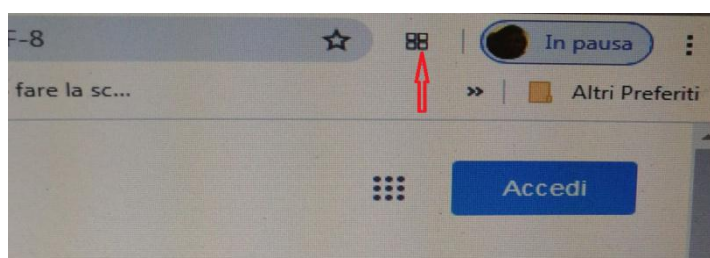 F-8
In pausa
fare la sc...
Altri Preferiti
Accedi